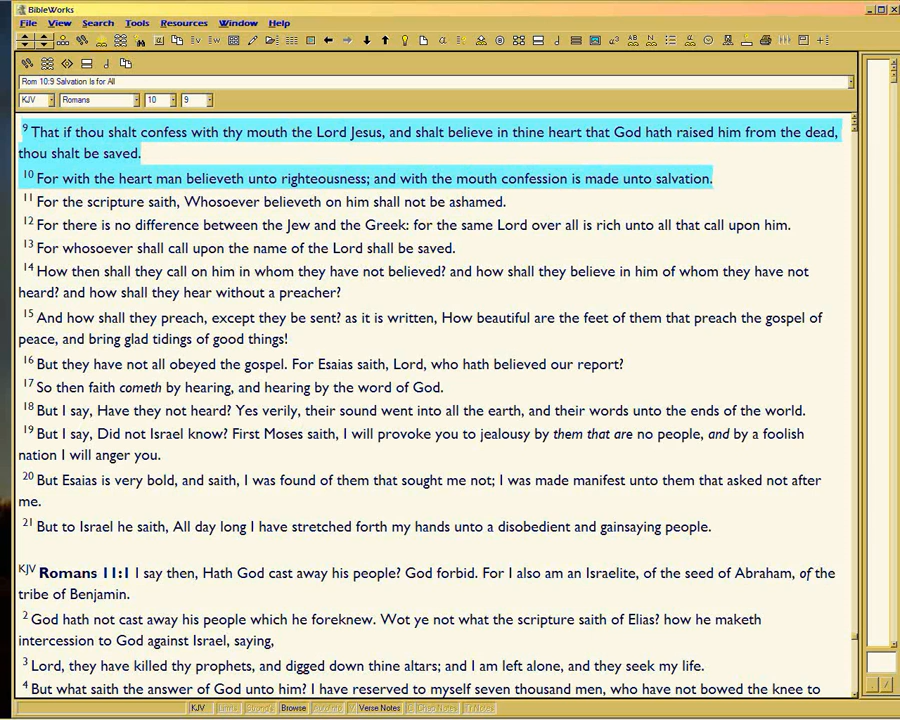 BibleWorks
File View Search Tools Resources Window Help
Rom 10:9 Salvation Is for All
KJV Romans 10 9
9 That if thou shalt confess with thy mouth the Lord Jesus, and shalt believe in thine heart that God hath raised him from the dead,
thou shalt be saved.
10 For with the heart man believeth unto righteousness; and with the mouth confession is made unto salvation.
11 For the scripture saith, Whosoever believeth on him shall not be ashamed.
12 For there is no difference between the Jew and the Greek: for the same Lord over all is rich unto all that call upon him.
13 For whosoever shall call upon the name of the Lord shall be saved.
14 How then shall they call on him in whom they have not believed? and how shall they believe in him of whom they have not
heard? and how shall they hear without a preacher?
15 And how shall they preach, except they be sent? as it is written, How beautiful are the feet of them that preach the gospel of
peace, and bring glad tidings of good things!
16 But they have not all obeyed the gospel. For Esaias saith, Lord, who hath believed our report?
17 So then faith cometh by hearing, and hearing by the word of God.
18 But I say, Have they not heard? Yes verily, their sound went into all the earth, and their words unto the ends of the world.
19 But I say, Did not Israel know? First Moses saith, I will provoke you to jealousy by them that are no people, and by a foolish
nation I will anger you.
20 But Esaias is very bold, and saith, I was found of them that sought me not; I was made manifest unto them that asked not after
me.
21 But to Israel he saith, All day long I have stretched forth my hands unto a disobedient and gainsaying people.
KJV Romans 11:1 I say then, Hath God cast away his people? God forbid. For I also am an Israelite, of the seed of Abraham, of the
tribe of Benjamin.
2 God hath not cast away his people which he foreknew. Wot ye not what the scripture saith of Elias? how he maketh
intercession to God against Israel, saying,
3 Lord, they have killed thy prophets, and digged down thine altars; and I am left alone, and they seek my life.
4 But what saith the answer of God unto him? I have reserved to myself seven thousand men, who have not bowed the knee to
KJV Browse Verse Notes